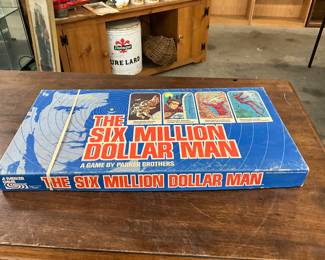 PURE LARD
THE
SIX MILLION
DOLLAR MAN
A GAME BY PARKER BROTHERS
THE SIX MILLION DOLLAR MAN